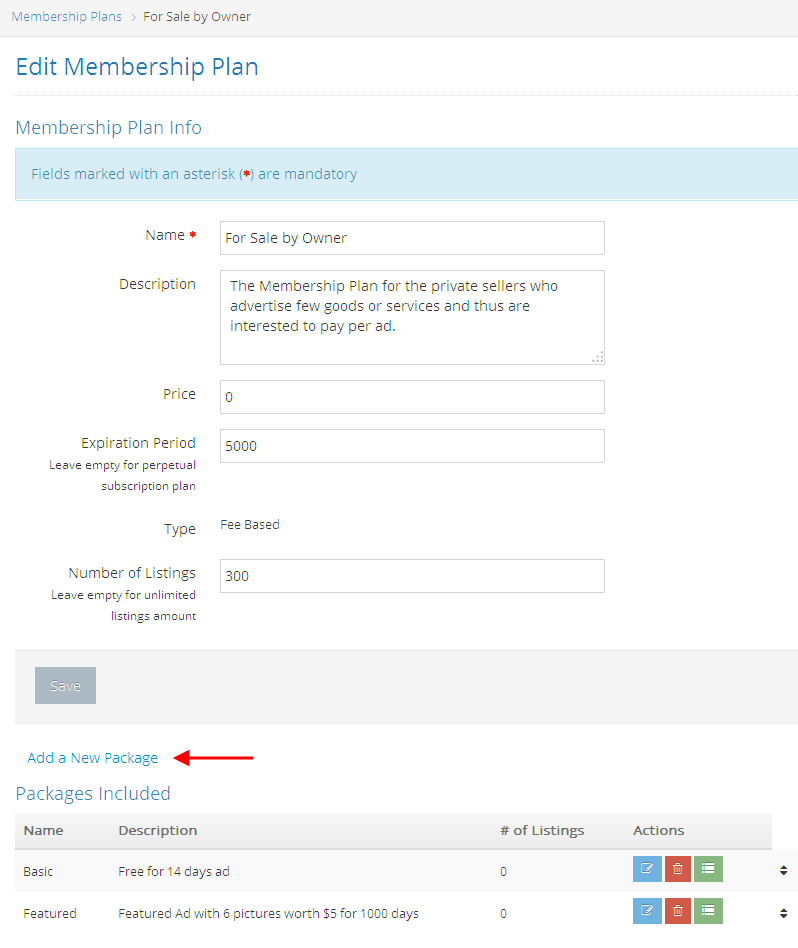 Membership Plans > For Sale by Owner
Edit Membership Plan
Membership Plan Info
Fields marked with an asterisk (*) are mandatory
Name * For Sale by Owner
Description The Membership Plan for the private sellers who
advertise few goods or services and thus are
interested to pay per ad.
Price 0
Expiration Period 5000
Leave empty for perpetual
subscription plan
Type Fee Based
Number of Listings 300
Leave empty for unlimited
listings amount
Save
Add a New Package
Packages Included
Name Description # of Listings Actions
Basic Free for 14 days ad 0
Featured Featured Ad with 6 pictures worth $5 for 1000 days 0